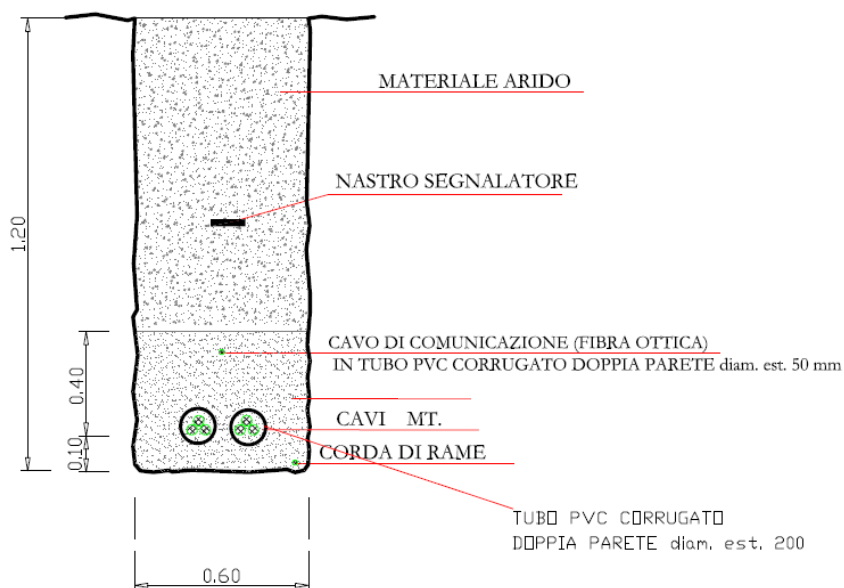 MATERIALE ARIDO
NASTRO SEGNALATORE
1.20
CAVO DI COMUNICAZIONE (FIBRA OTTICA)
IN TUBO PVC CORRUGATO DOPPIA PARETE diam. est. 50 mm
0.40
CAVI MT.
0.10
CORDA DI RAME
TUBO PVC CORRUGATO
DOPPIA PARETE diam. est. 200
0.60